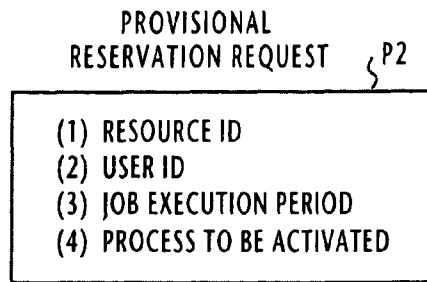 PROVISIONAL
RESERVATION REQUEST P2
(1) RESOURCE ID
(2) USER ID
(3) JOB EXECUTION PERIOD
(4) PROCESS TO BE ACTIVATED